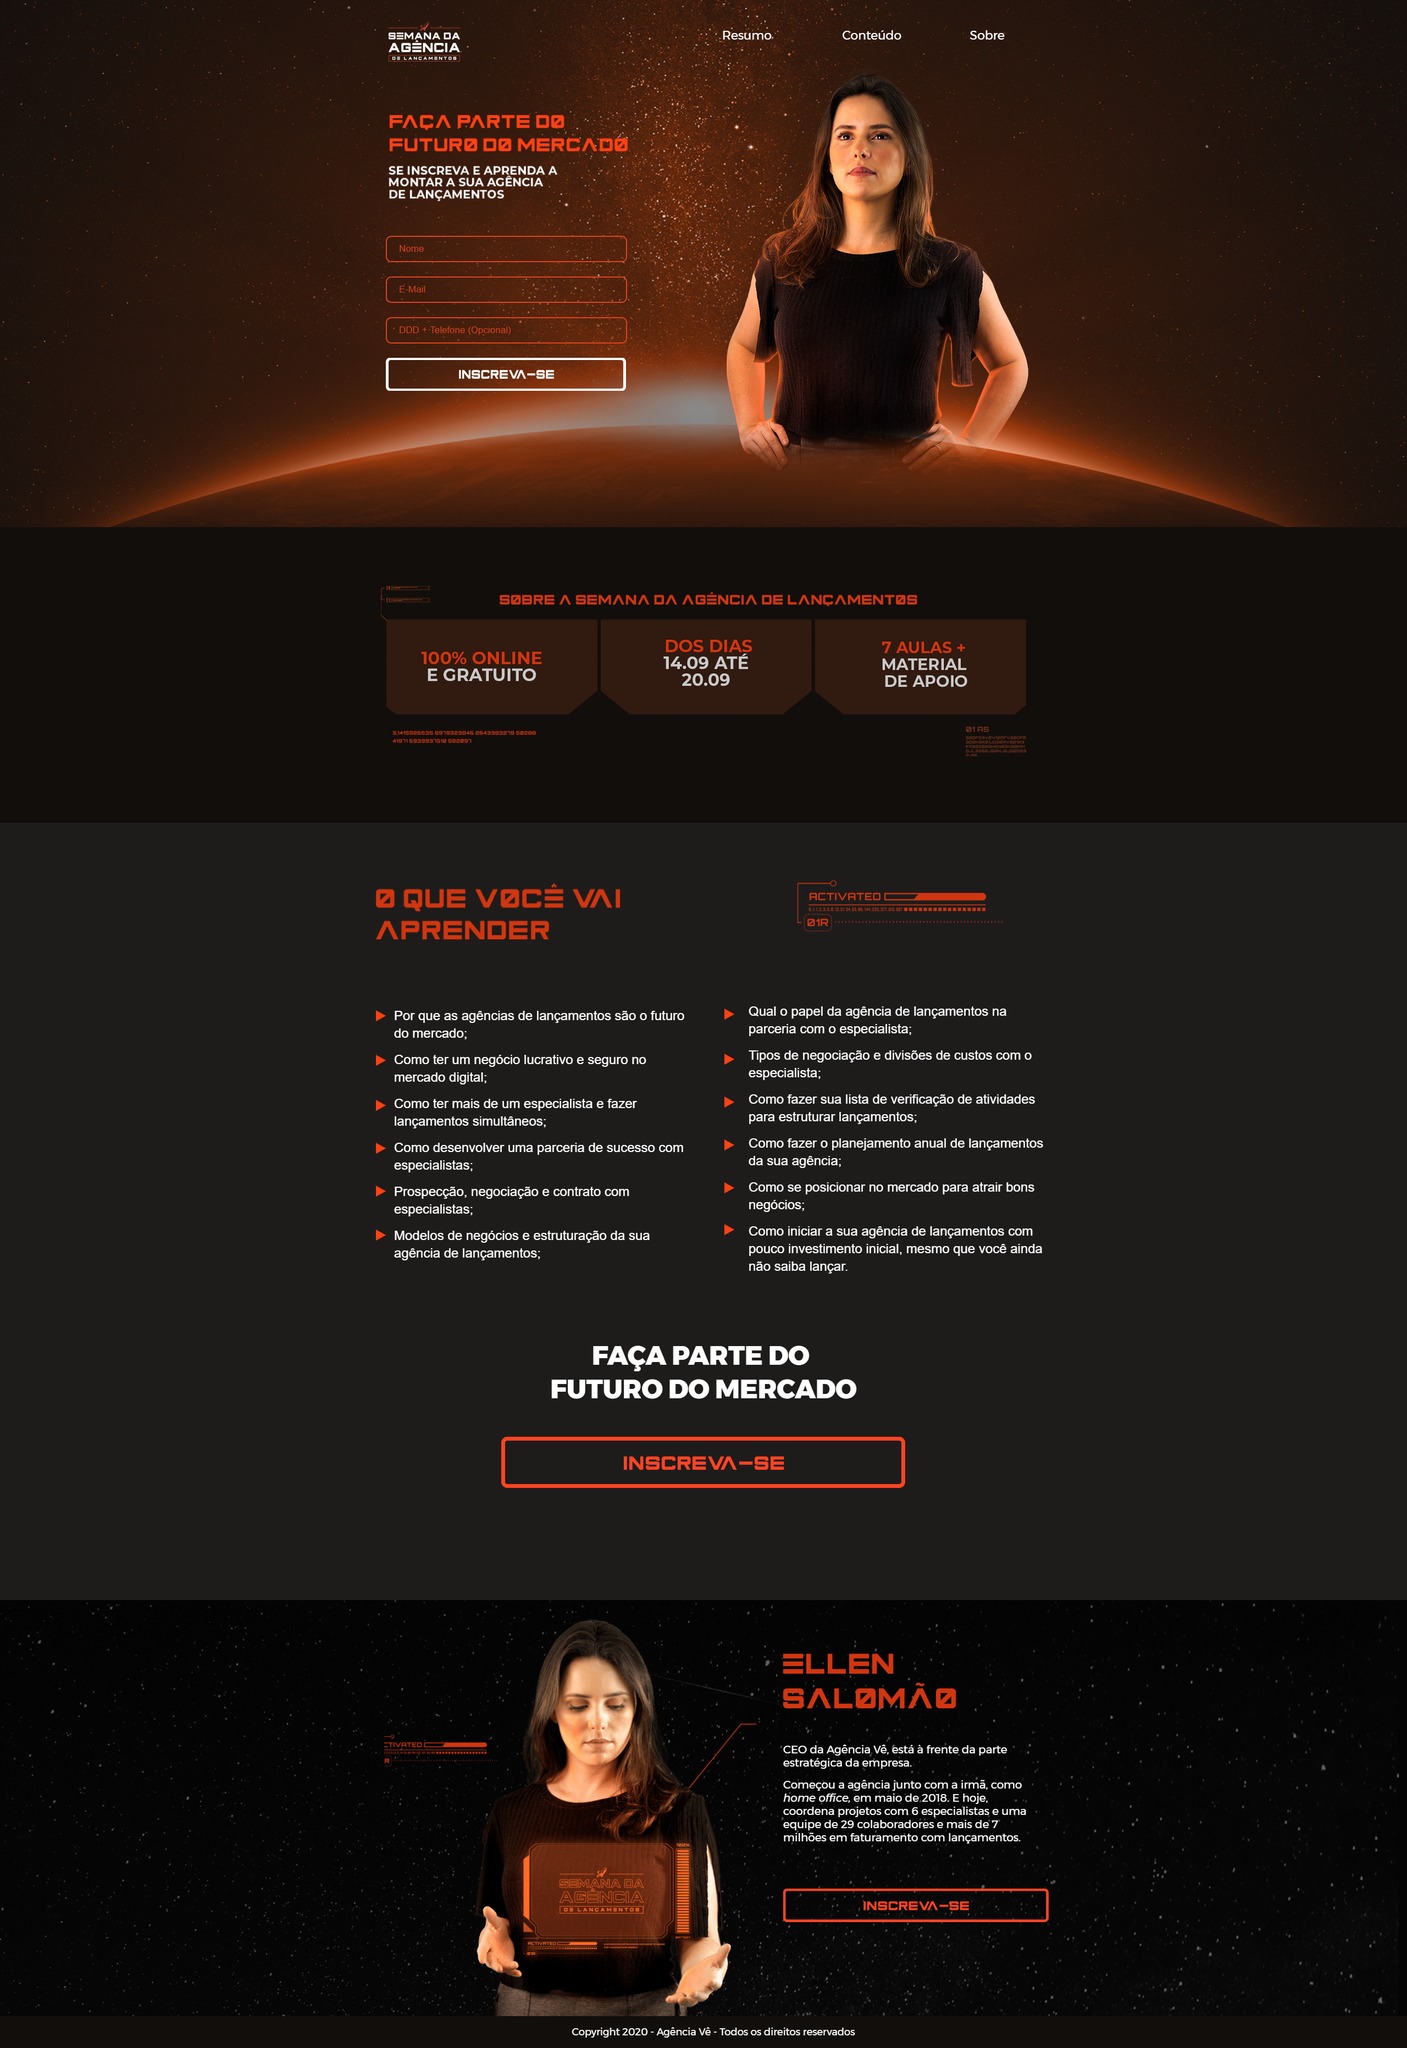 SEMANA DA
AGÊNCIA
DE LANÇAMENTOS
Resumo
Conteúdo
Sobre
FAÇA PARTE DO
FUTURO DO MERCADO
SE INSCREVA E APRENDA A
MONTAR A SUA AGÊNCIA
DE LANÇAMENTOS
Nome
E-Mail
DDD + Telefone (Opcional)
INSCREVA-SE
SOBRE A SEMANA DA AGÊNCIA DE LANÇAMENTOS
100% ONLINE
E GRATUITO
DOS DIAS
14.09 ATÉ
20.09
7 AULAS +
MATERIAL
DE APOIO
01 AS
O QUE VOCÊ VAI
APRENDER
ACTIVATED
01R
Por que as agências de lançamentos são o futuro
do mercado;
Como ter um negócio lucrativo e seguro no
mercado digital;
Como ter mais de um especialista e fazer
lançamentos simultâneos;
Como desenvolver uma parceria de sucesso com
especialistas;
Prospecção, negociação e contrato com
especialistas;
Modelos de negócios e estruturação da sua
agência de lançamentos;
Qual o papel da agência de lançamentos na
parceria com o especialista;
Tipos de negociação e divisões de custos com o
especialista;
Como fazer sua lista de verificação de atividades
para estruturar lançamentos;
Como fazer o planejamento anual de lançamentos
da sua agência;
Como se posicionar no mercado para atrair bons
negócios;
Como iniciar a sua agência de lançamentos com
pouco investimento inicial, mesmo que você ainda
não saiba lançar.
FAÇA PARTE DO
FUTURO DO MERCADO
INSCREVA-SE
CTIVATED
SEMANA DA
AGÊNCIA
DE LANÇAMENTOS
ACTIVATED
ELLEN
SALOMÃO
CEO da Agência Vê, está à frente da parte
estratégica da empresa.
Começou a agência junto com a irmã, como
home office, em maio de 2018. E hoje,
coordena projetos com 6 especialistas e uma
equipe de 29 colaboradores e mais de 7
milhões em faturamento com lançamentos.
INSCREVA-SE
Copyright 2020 - Agência Vê - Todos os direitos reservados